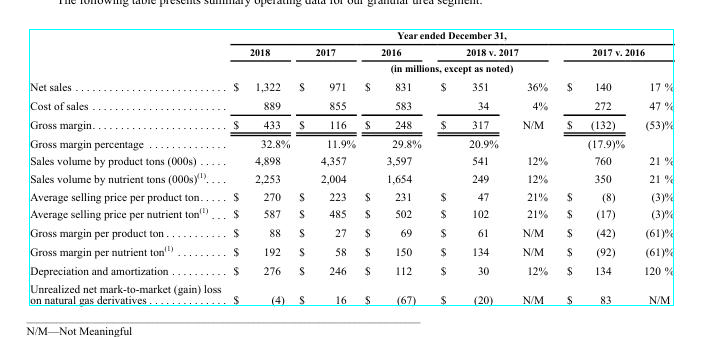 The following table presents summary operating data for our granular urea segment:
Year ended December 31,
2018 2017 2016 2018 v. 2017 2017 v. 2016
(in millions, except as noted)
Net sales . . . . . . . . . . . . . . . . . . . . . . . . . . $ 1,322 $ 971 $ 831 $ 351 36% $ 140 17 %
Cost of sales . . . . . . . . . . . . . . . . . . . . . . . 889 855 583 34 4% 272 47 %
Gross margin. . . . . . . . . . . . . . . . . . . . . . . $ 433 $ 116 $ 248 $ 317 N/M $ (132) (53)%
Gross margin percentage . . . . . . . . . . . . . 32.8% 11.9% 29.8% 20.9% (17.9)%
Sales volume by product tons (000s) . . . . . 4,898 4,357 3,597 541 12% 760 21 %
Sales volume by nutrient tons (000s)(1). . . . 2,253 2,004 1,654 249 12% 350 21 %
Average selling price per product ton. . . . . $ 270 $ 223 $ 231 $ 47 21% $ (8) (3)%
Average selling price per nutrient ton(1) . . . $ 587 $ 485 $ 502 $ 102 21% $ (17) (3)%
Gross margin per product ton . . . . . . . . . . $ 88 $ 27 $ 69 $ 61 N/M $ (42) (61)%
Gross margin per nutrient ton(1) . . . . . . . . . $ 192 $ 58 $ 150 $ 134 N/M $ (92) (61)%
Depreciation and amortization . . . . . . . . . . $ 276 $ 246 $ 112 $ 30 12% $ 134 120 %
Unrealized net mark-to-market (gain) loss
on natural gas derivatives . . . . . . . . . . . . . . $ (4) $ 16 $ (67) $ (20) N/M $ 83 N/M
N/M—Not Meaningful